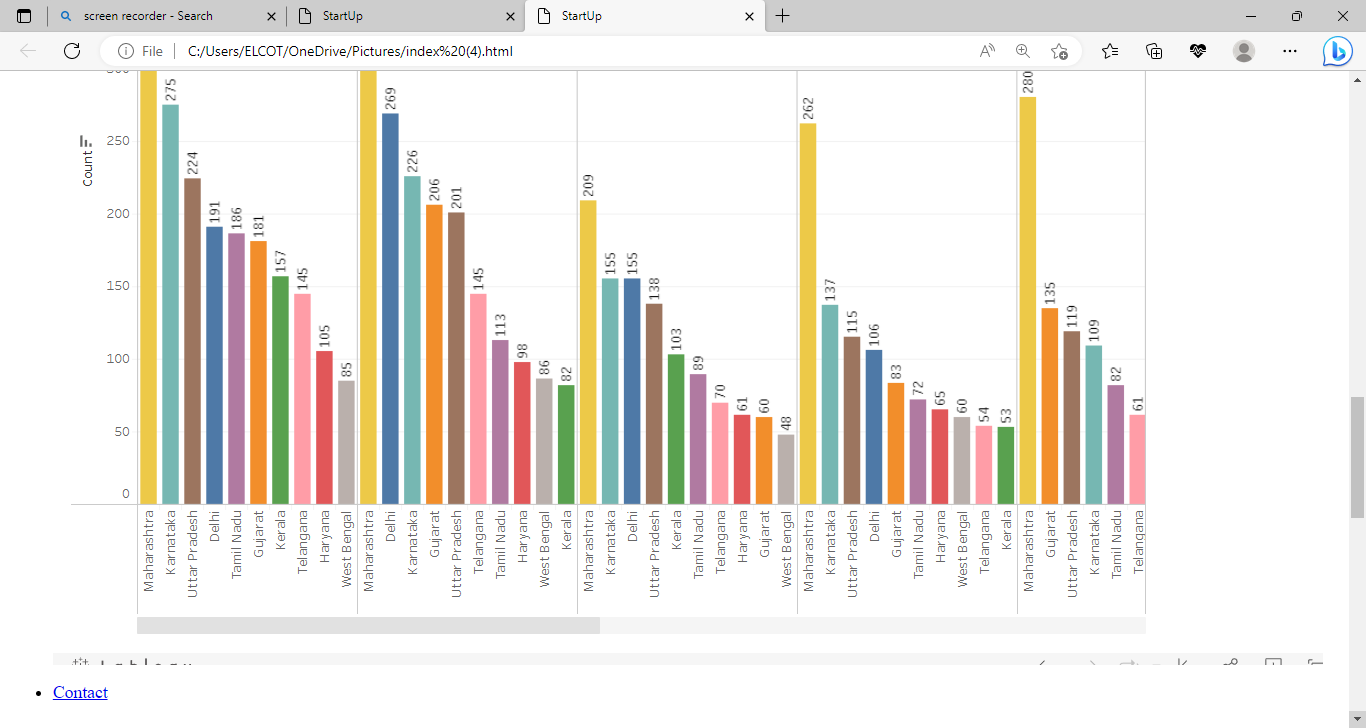 screen recorder - Search
StartUp
StartUp
File
C:/Users/ELCOT/OneDrive/Pictures/index%20(4).html
Count
300
250
200
150
100
50
0
275
224
191
186
181
157
145
105
85
269
226
206
201
145
113
98
86
82
209
155
155
138
103
89
70
61
60
48
262
137
115
106
83
72
65
60
54
53
280
135
119
109
82
61
Maharashtra
Karnataka
Uttar Pradesh
Delhi
Tamil Nadu
Gujarat
Kerala
Telangana
Haryana
West Bengal
Maharashtra
Delhi
Karnataka
Gujarat
Uttar Pradesh
Telangana
Tamil Nadu
Haryana
West Bengal
Kerala
Maharashtra
Karnataka
Delhi
Uttar Pradesh
Kerala
Tamil Nadu
Telangana
Haryana
Gujarat
West Bengal
Maharashtra
Karnataka
Uttar Pradesh
Delhi
Gujarat
Tamil Nadu
Haryana
West Bengal
Telangana
Kerala
Maharashtra
Gujarat
Uttar Pradesh
Karnataka
Tamil Nadu
Telangana
Contact